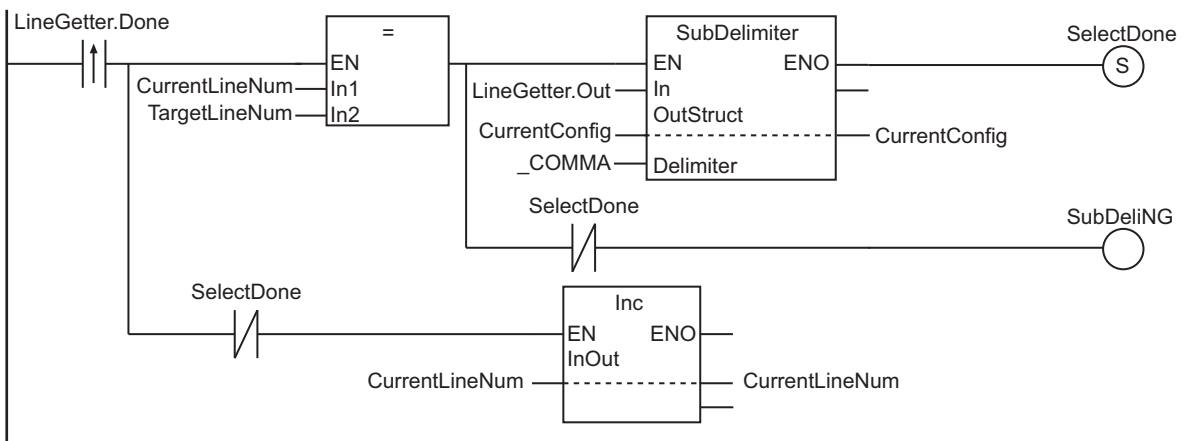 LineGetter.Done
=
EN
CurrentLineNum
In1
TargetLineNum
In2
SubDelimiter
EN
ENO
LineGetter.Out
In
OutStruct
CurrentConfig
CurrentConfig
_COMMA
Delimiter
SelectDone
S
SelectDone
SubDeliNG
SelectDone
Inc
EN
ENO
InOut
CurrentLineNum
CurrentLineNum